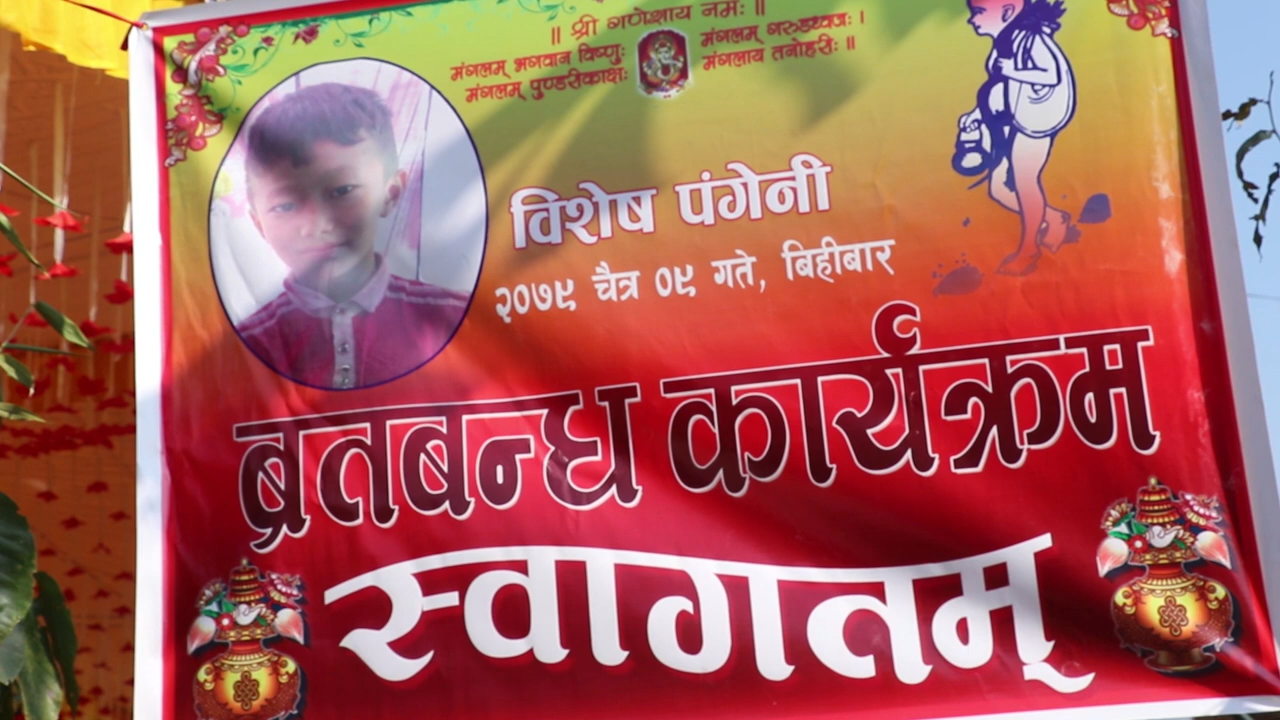 ॥ श्री गणेशाय नमः ॥
मंगलम् भगवान विष्णुः मंगलम् गरुडध्वजः ।
मंगलम् पुण्डरीकाक्षः मंगलाय तनोहरीः ॥
विशेष पंगेनी
२०७९ चैत्र ०९ गते, बिहीबार
ब्रतबन्ध कार्यक्रम
स्वागतम्